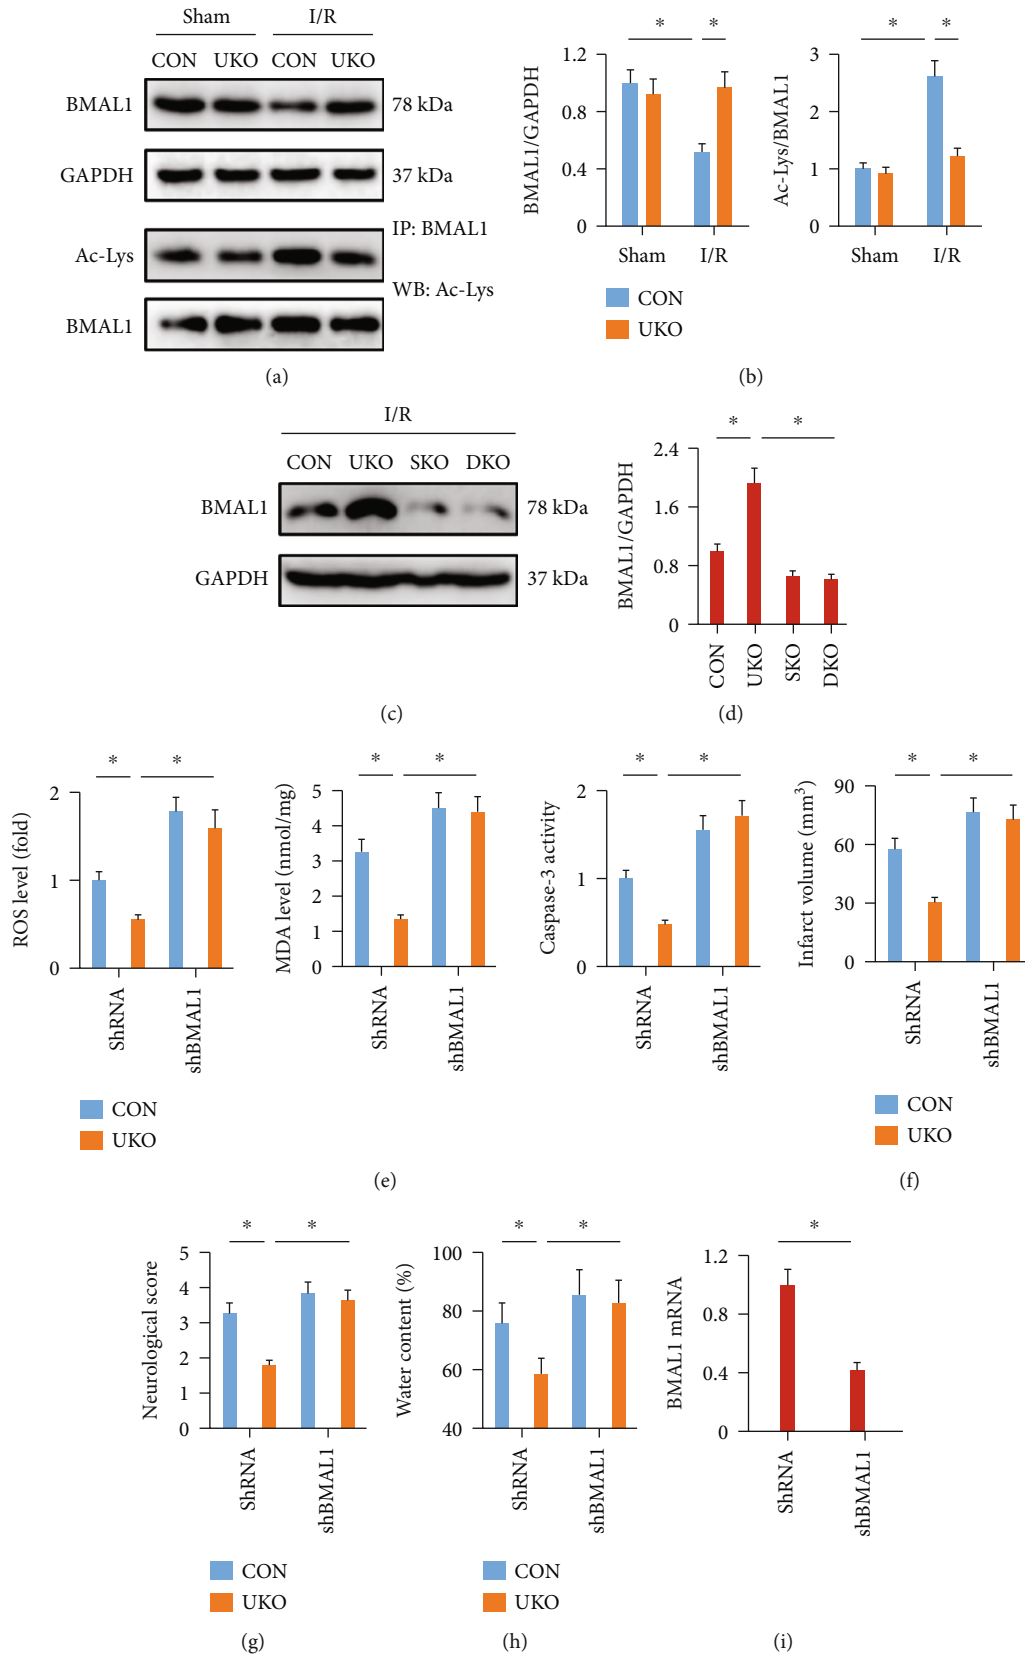 Sham I/R
CON UKO CON UKO
BMAL1 78 kDa
GAPDH 37 kDa
IP: BMAL1
Ac-Lys
WB: Ac-Lys
BMAL1
(a)
* *
BMAL1/GAPDH
1.2
0.8
0.4
0
Sham I/R
* *
Ac-Lys/BMAL1
3
2
1
0
Sham I/R
CON
UKO
(b)
I/R
CON UKO SKO DKO
BMAL1 78 kDa
GAPDH 37 kDa
(c)
* *
BMAL1/GAPDH
2.4
1.6
0.8
0
CON
UKO
SKO
DKO
(d)
* *
ROS level (fold)
2
1
0
ShRNA
shBMAL1
* *
MDA level (nmol/mg)
5
4
3
2
1
0
ShRNA
shBMAL1
* *
Caspase-3 activity
2
1
0
ShRNA
shBMAL1
CON
UKO
(e)
* *
Infarct volume (mm³)
90
60
30
0
ShRNA
shBMAL1
CON
UKO
(f)
* *
Neurological score
5
4
3
2
1
0
ShRNA
shBMAL1
CON
UKO
(g)
* *
Water content (%)
100
80
60
40
ShRNA
shBMAL1
CON
UKO
(h)
*
BMAL1 mRNA
1.2
0.8
0.4
0
ShRNA
shBMAL1
(i)